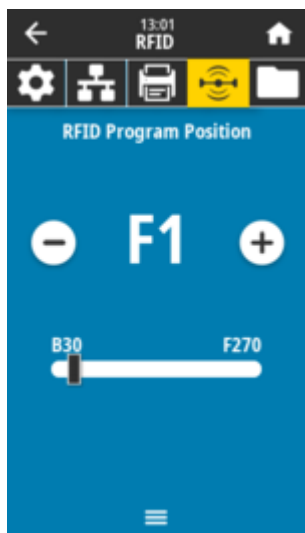 13:01
RFID
RFID Program Position
F1
B30 F270